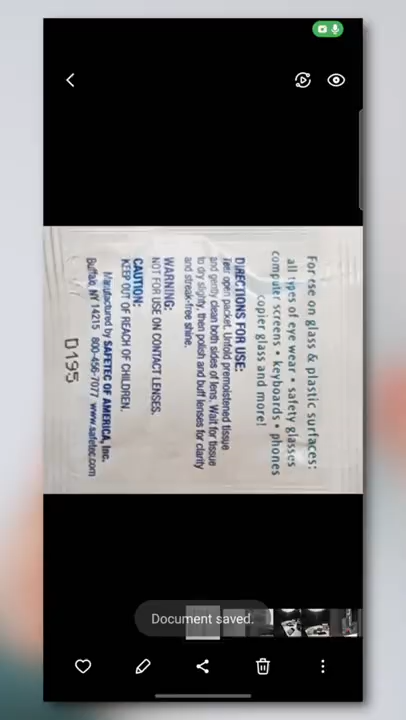 For use on glass & plastic surfaces:
all types of eye wear • safety glasses
computer screens • keyboards • phones
copier glass and more!
DIRECTIONS FOR USE:
Tear open packet. Unfold premoistened tissue
and gently clean both sides of lens. Wait for tissue
to dry slightly, then polish and buff lenses for clarity
and streak-free shine.
WARNING:
NOT FOR USE ON CONTACT LENSES.
CAUTION:
KEEP OUT OF REACH OF CHILDREN.
Manufactured by SAFETEC OF AMERICA, Inc.
Buffalo, NY 14215 800-456-7077 www.safetec.com
D195
Document saved.